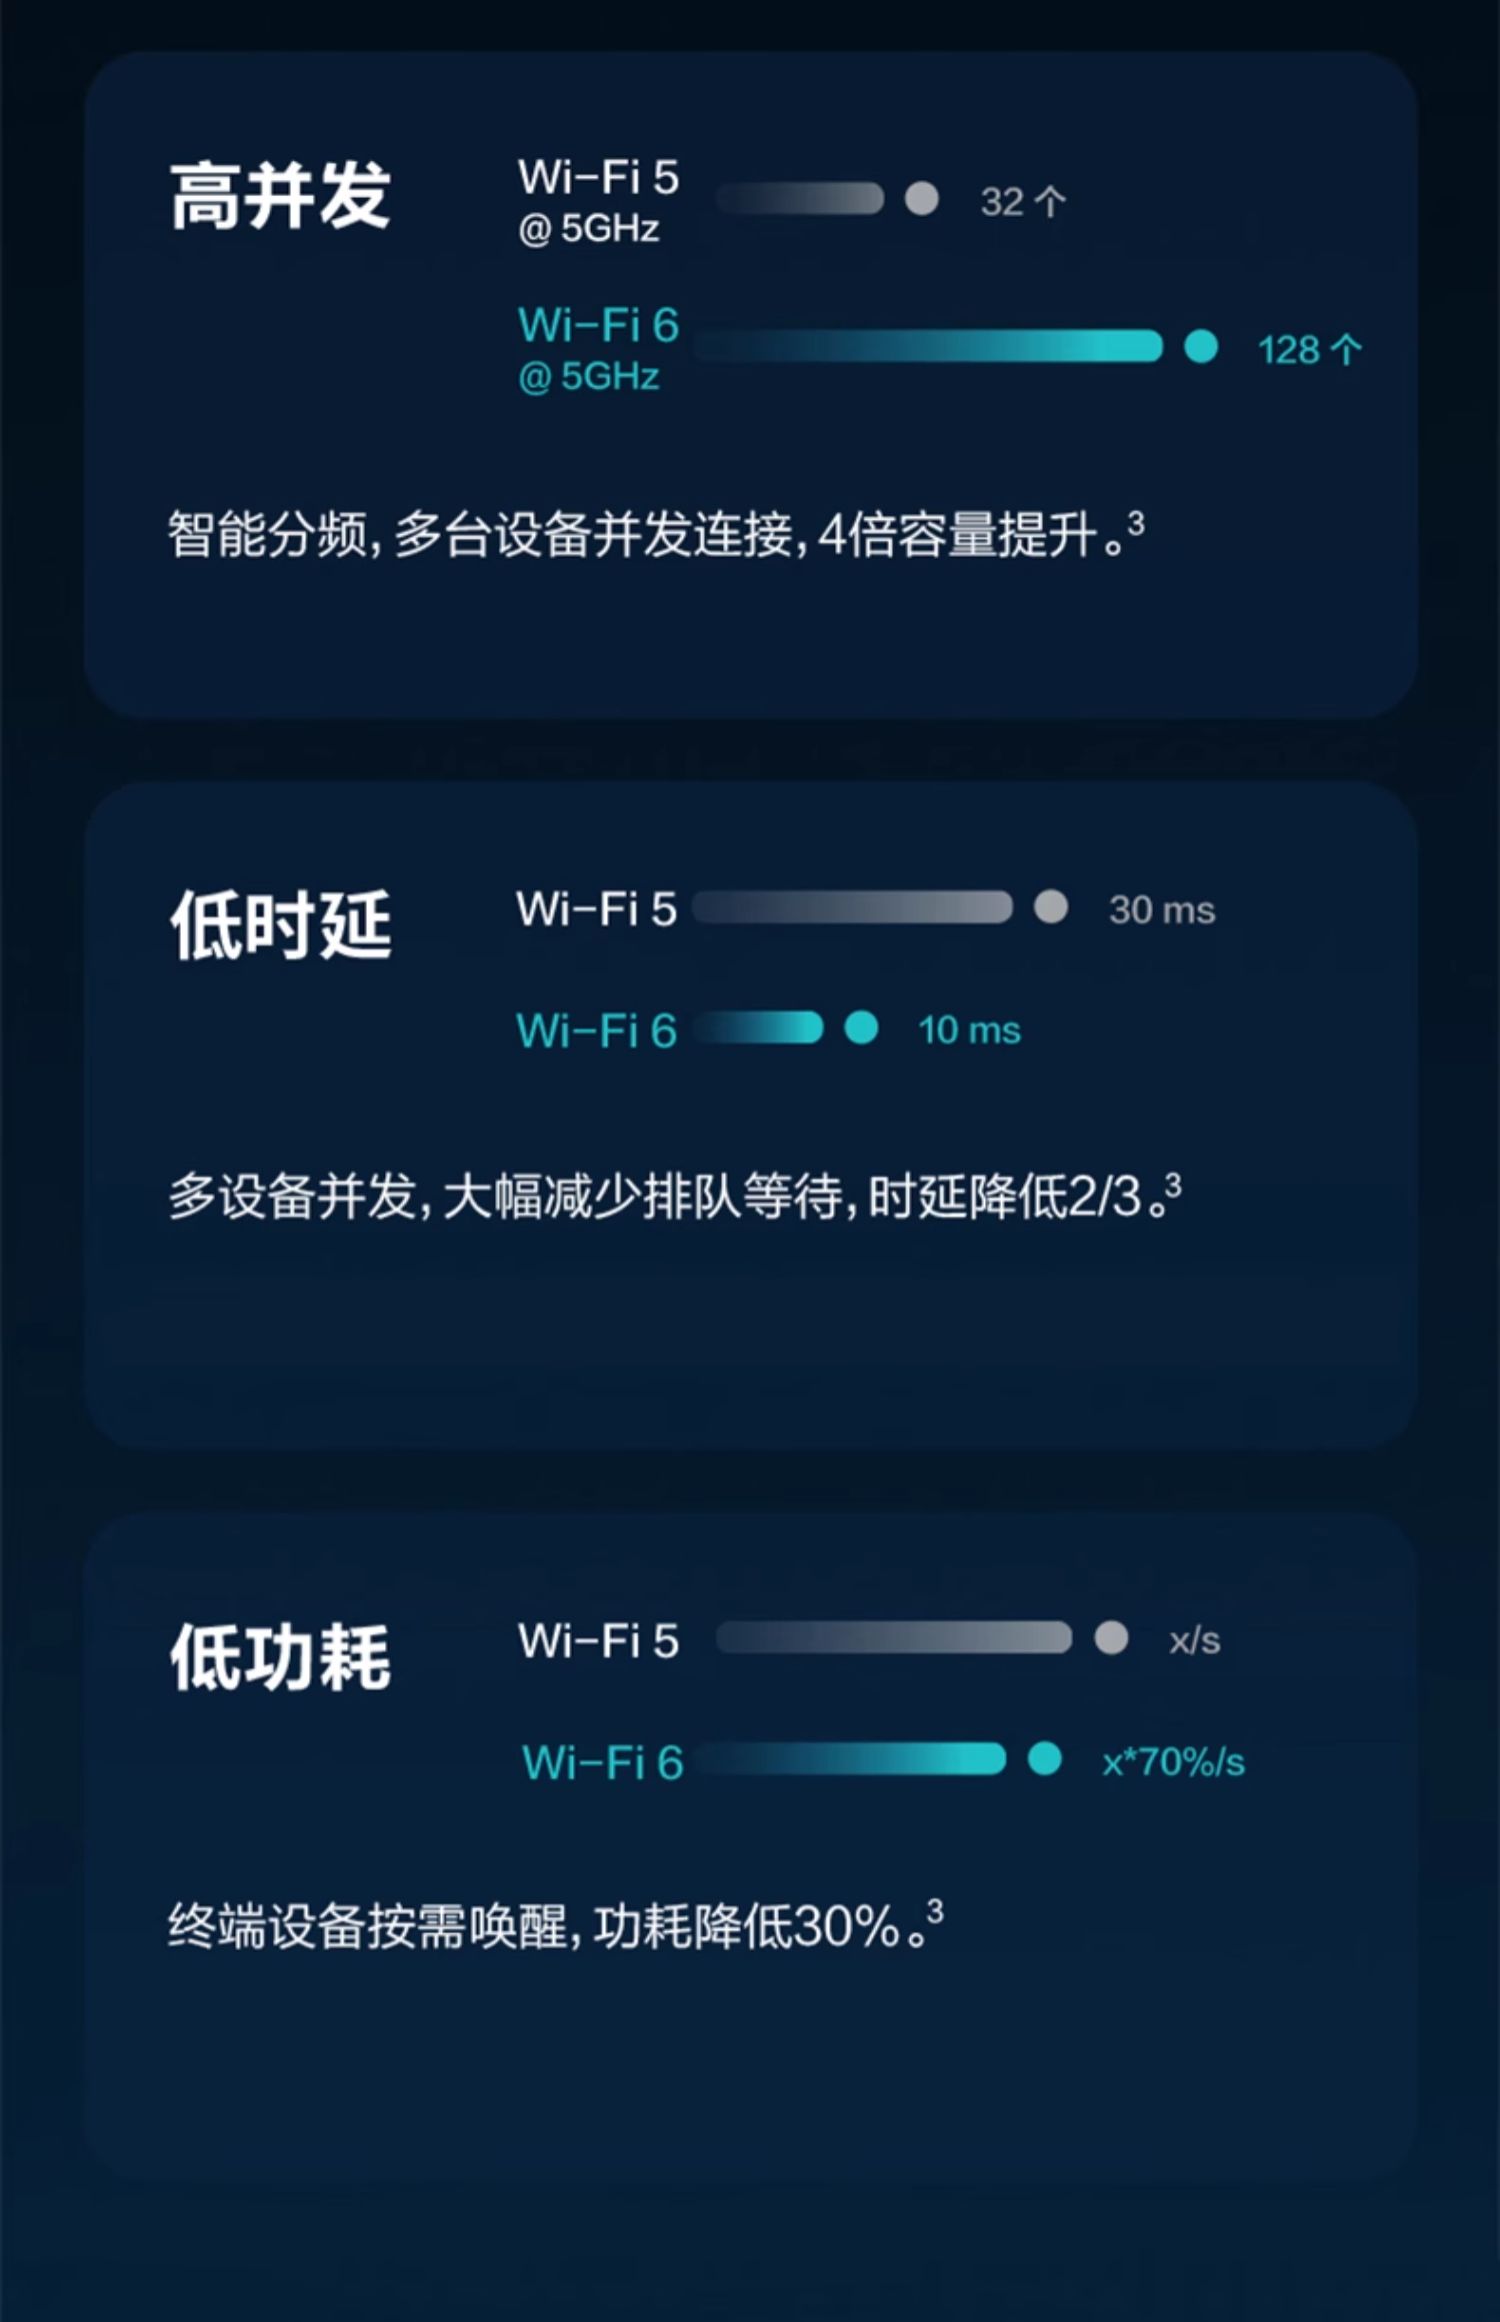 高并发
Wi-Fi 5
@ 5GHz
32 个
Wi-Fi 6
@ 5GHz
128 个
智能分频，多台设备并发连接，4倍容量提升。3
低时延
Wi-Fi 5
30 ms
Wi-Fi 6
10 ms
多设备并发，大幅减少排队等待，时延降低2/3。3
低功耗
Wi-Fi 5
x/s
Wi-Fi 6
x*70%/s
终端设备按需唤醒，功耗降低30%。3